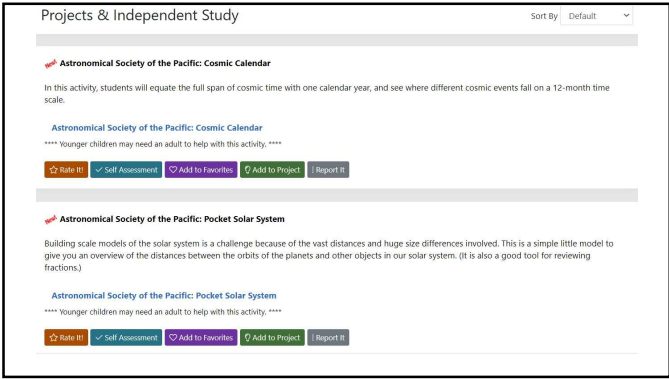 Projects & Independent Study
Sort By Default
New! Astronomical Society of the Pacific: Cosmic Calendar
In this activity, students will equate the full span of cosmic time with one calendar year, and see where different cosmic events fall on a 12-month time
scale.
Astronomical Society of the Pacific: Cosmic Calendar
**** Younger children may need an adult to help with this activity. ****
Rate It! Self Assessment Add to Favorites Add to Project Report It
New! Astronomical Society of the Pacific: Pocket Solar System
Building scale models of the solar system is a challenge because of the vast distances and huge size differences involved. This is a simple little model to
give you an overview of the distances between the orbits of the planets and other objects in our solar system. (It is also a good tool for reviewing
fractions.)
Astronomical Society of the Pacific: Pocket Solar System
**** Younger children may need an adult to help with this activity. ****
Rate It! Self Assessment Add to Favorites Add to Project Report It